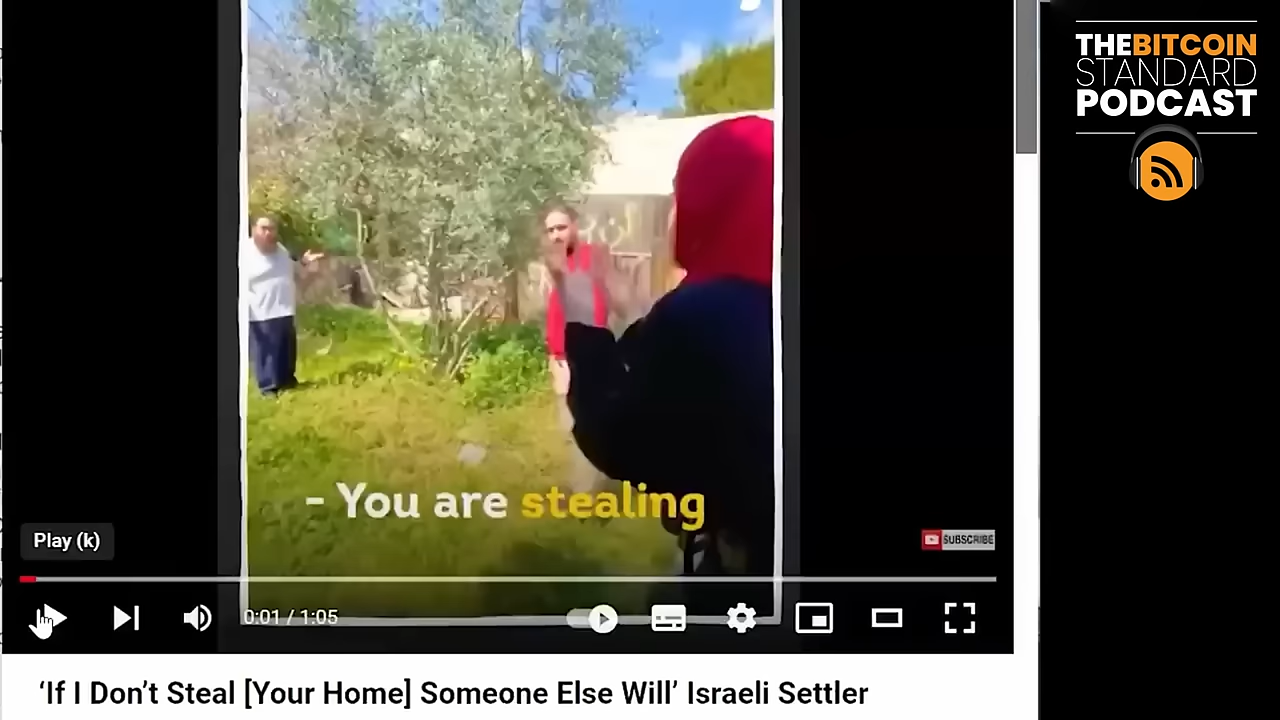 THEBITCOIN
STANDARD
PODCAST
- You are stealing
Play (k)
SUBSCRIBE
0:01 / 1:05
‘If I Don’t Steal [Your Home] Someone Else Will’ Israeli Settler